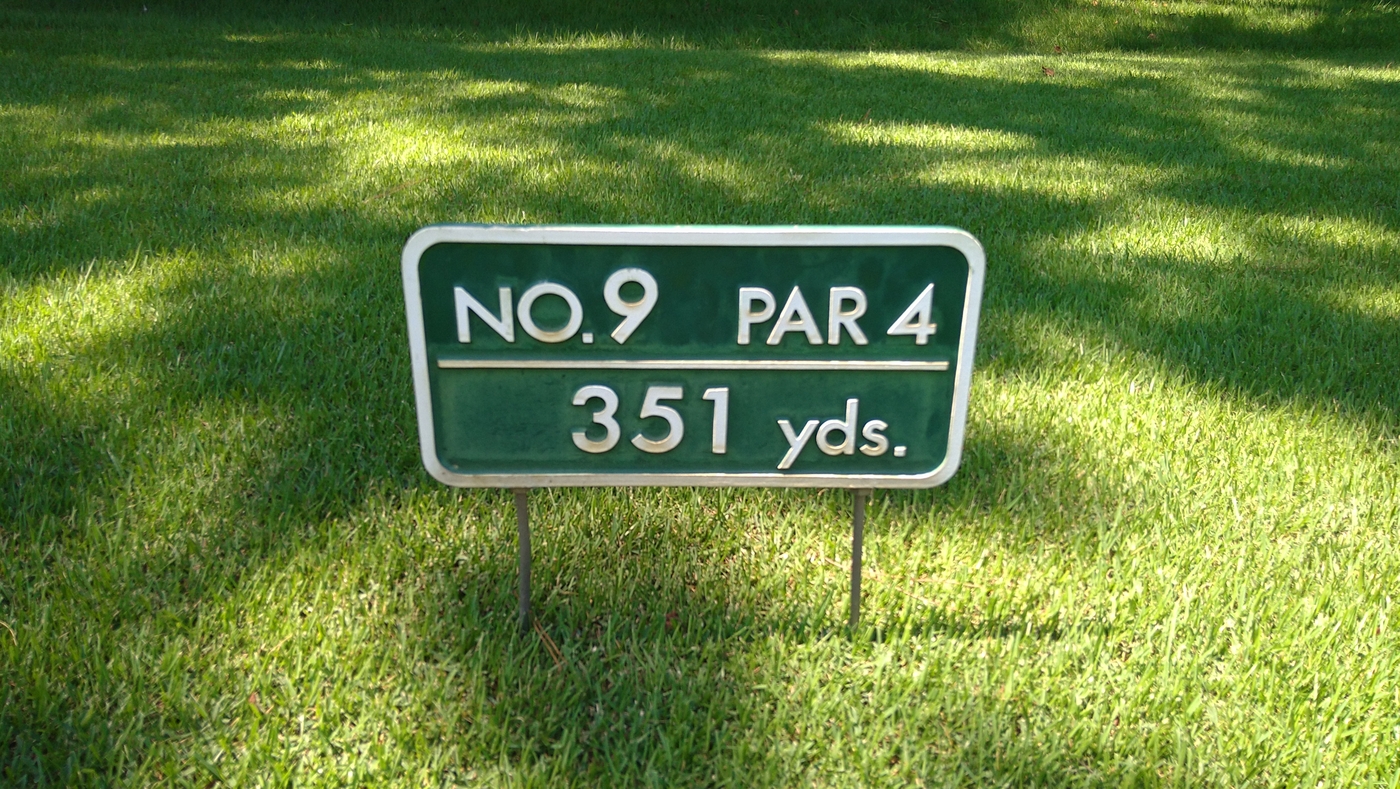 NO.9 PAR 4
351 yds.